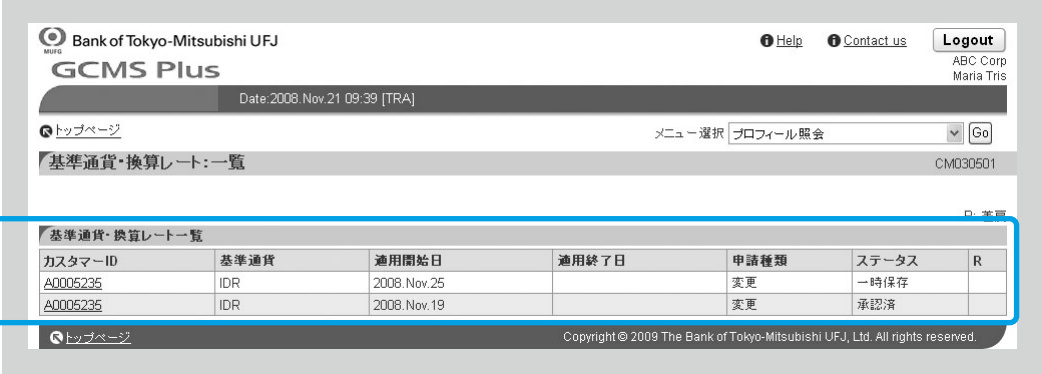 Bank of Tokyo-Mitsubishi UFJ
MUFG
Help Contact us Logout
GCMS Plus
ABC Corp
Maria Tris
Date:2008.Nov.21 09:39 [TRA]
トップページ メニュー選択 プロフィール照会 Go
基準通貨・換算レート:一覧 CM030501
R: 差戻
基準通貨・換算レート一覧
カスタマーID 基準通貨 適用開始日 適用終了日 申請種類 ステータス R
A0005235 IDR 2008.Nov.25 変更 一時保存
A0005235 IDR 2008.Nov.19 変更 承認済
トップページ Copyright © 2009 The Bank of Tokyo-Mitsubishi UFJ, Ltd. All rights reserved.